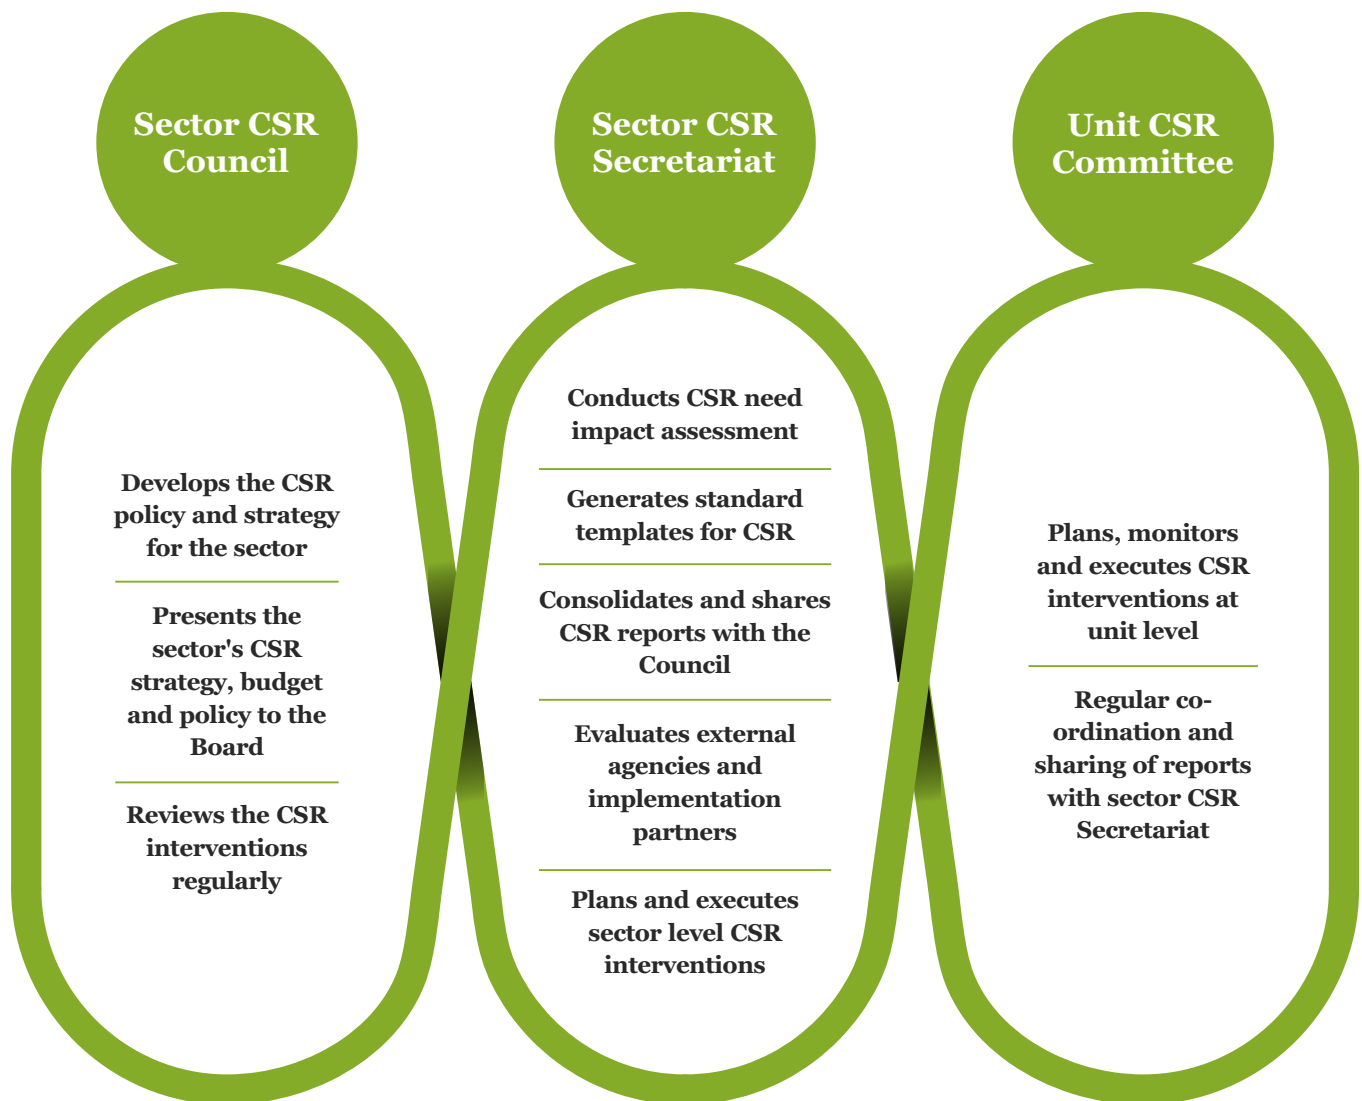 Sector CSR
Council
Develops the CSR
policy and strategy
for the sector
Presents the
sector's CSR
strategy, budget
and policy to the
Board
Reviews the CSR
interventions
regularly
Sector CSR
Secretariat
Conducts CSR need
impact assessment
Generates standard
templates for CSR
Consolidates and shares
CSR reports with the
Council
Evaluates external
agencies and
implementation
partners
Plans and executes
sector level CSR
interventions
Unit CSR
Committee
Plans, monitors
and executes CSR
interventions at
unit level
Regular co-
ordination and
sharing of reports
with sector CSR
Secretariat